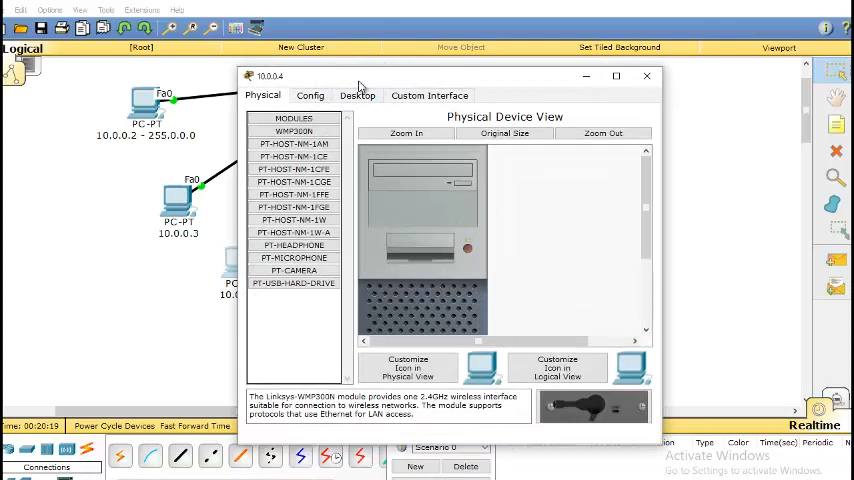 Edit Options View Tools Extensions Help
Logical [Root] New Cluster Move Object Set Tiled Background Viewport
10.0.0.4
Physical Config Desktop Custom Interface
MODULES
WMP300N
PT-HOST-NM-1AM
PT-HOST-NM-1CE
PT-HOST-NM-1CFE
PT-HOST-NM-1CGE
PT-HOST-NM-1FFE
PT-HOST-NM-1FGE
PT-HOST-NM-1W
PT-HOST-NM-1W-A
PT-HEADPHONE
PT-MICROPHONE
PT-CAMERA
PT-USB-HARD-DRIVE
Physical Device View
Zoom In Original Size Zoom Out
Customize
Icon in
Physical View
Customize
Icon in
Logical View
The Linksys-WMP300N module provides one 2.4GHz wireless interface
suitable for connection to wireless networks. The module supports
protocols that use Ethernet for LAN access.
Fa0
PC-PT
10.0.0.2 - 255.0.0.0
Fa0
PC-PT
10.0.0.3
Time: 00:20:19 Power Cycle Devices Fast Forward Time
Realtime
Connections
Scenario 0
New Delete
Time(sec) Periodic
Type Color
Activate Windows
Go to Settings to activate Windows.